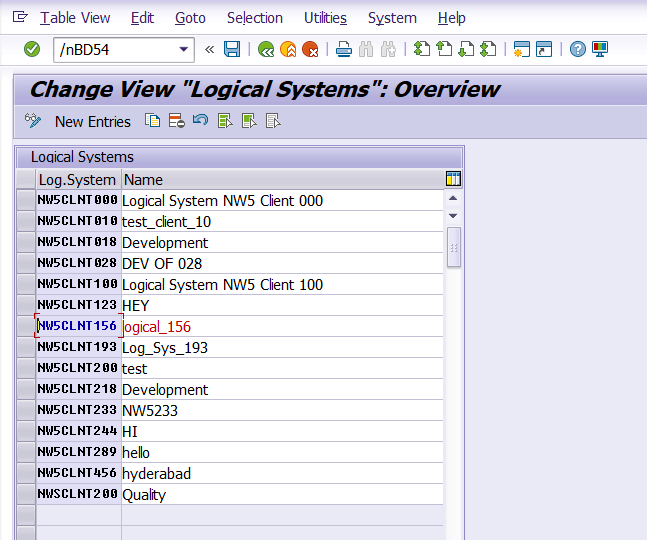 Table View Edit Goto Selection Utilities System Help
/nBD54
Change View "Logical Systems": Overview
New Entries
Logical Systems
Log.System Name
NW5CLNT000 Logical System NW5 Client 000
NW5CLNT010 test_client_10
NW5CLNT018 Development
NW5CLNT028 DEV OF 028
NW5CLNT100 Logical System NW5 Client 100
NW5CLNT123 HEY
NW5CLNT156 logical_156
NW5CLNT193 Log_Sys_193
NW5CLNT200 test
NW5CLNT218 Development
NW5CLNT233 NW5233
NW5CLNT244 HI
NW5CLNT289 hello
NW5CLNT456 hyderabad
NWSCLNT200 Quality